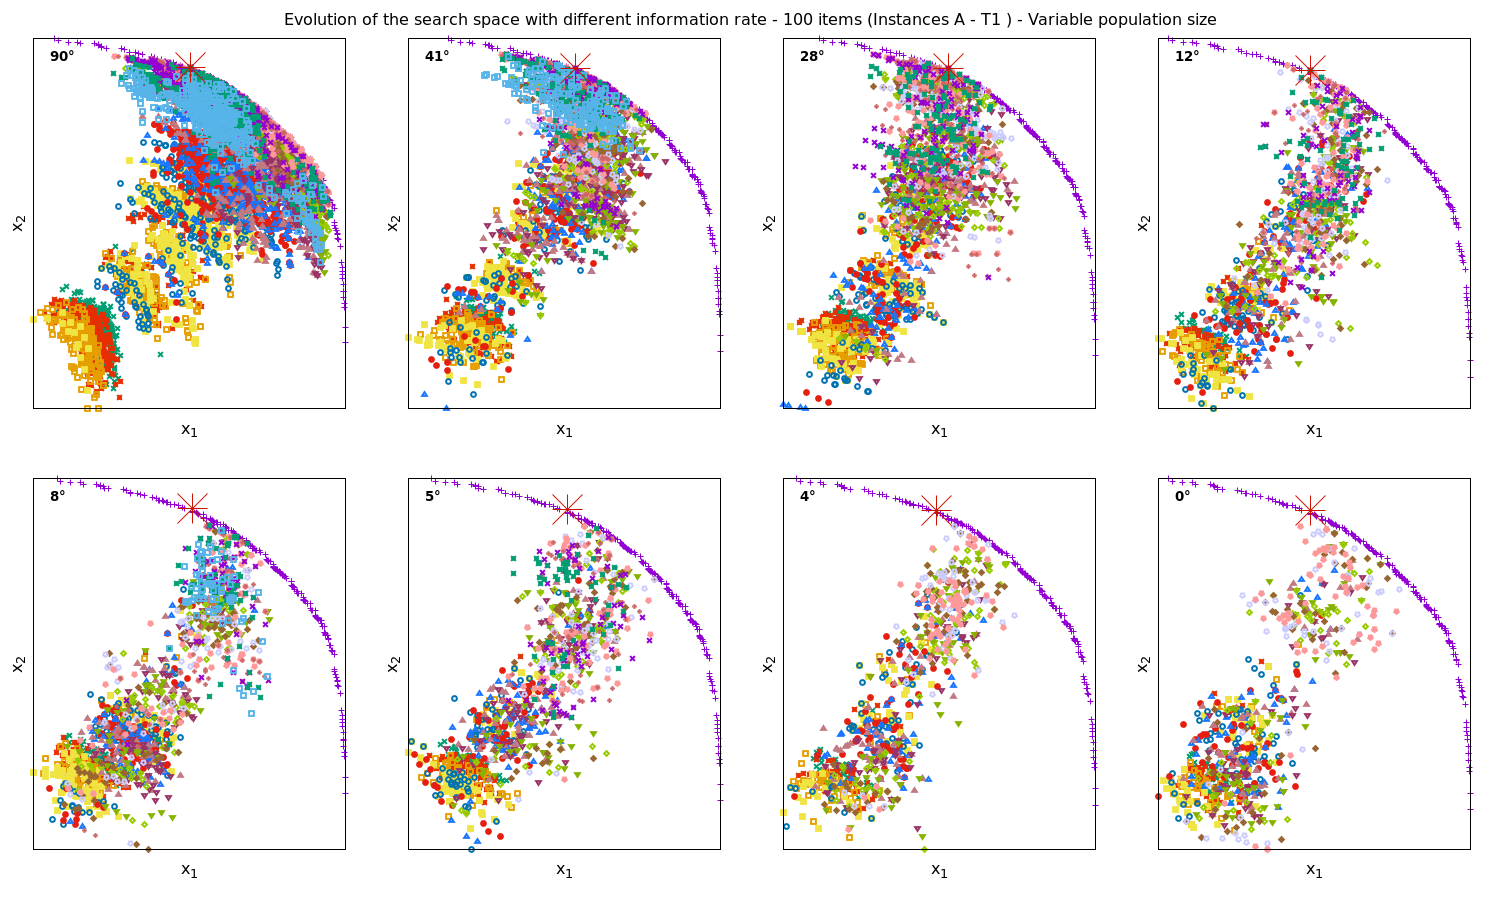 Evolution of the search space with different information rate - 100 items (Instances A - T1 ) - Variable population size
90° 41° 28° 12°
x₂ x₂ x₂ x₂
x₁ x₁ x₁ x₁
8° 5° 4° 0°
x₂ x₂ x₂ x₂
x₁ x₁ x₁ x₁